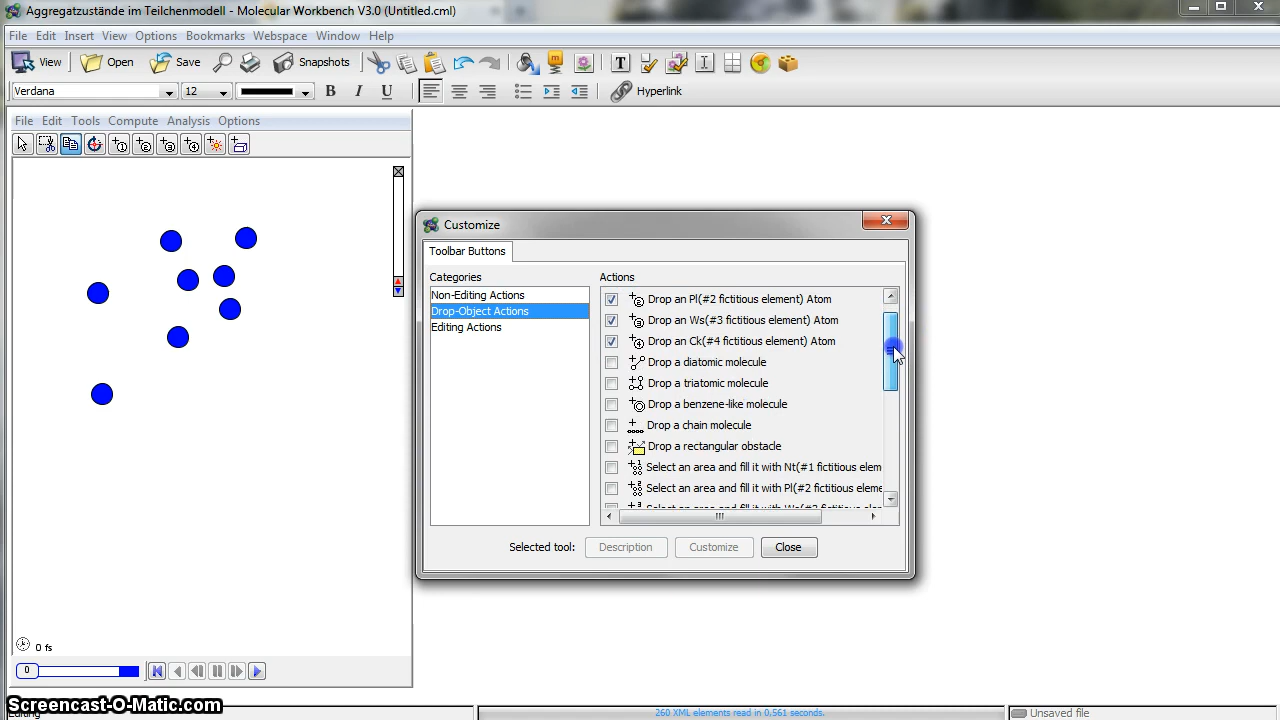 Aggregatzustände im Teilchenmodell - Molecular Workbench V3.0 (Untitled.cml)
File Edit Insert View Options Bookmarks Webspace Window Help
View Open Save Snapshots
Verdana 12 B I U Hyperlink
File Edit Tools Compute Analysis Options
Customize
Toolbar Buttons
Categories
Non-Editing Actions
Drop-Object Actions
Editing Actions
Actions
Drop an Pl(#2 fictitious element) Atom
Drop an Ws(#3 fictitious element) Atom
Drop an Ck(#4 fictitious element) Atom
Drop a diatomic molecule
Drop a triatomic molecule
Drop a benzene-like molecule
Drop a chain molecule
Drop a rectangular obstacle
Select an area and fill it with Nt(#1 fictitious elem
Select an area and fill it with Pl(#2 fictitious eleme
Selected tool: Description Customize Close
0 fs
0
Screencast-O-Matic.com
260 XML elements read in 0,561 seconds.
Unsaved file